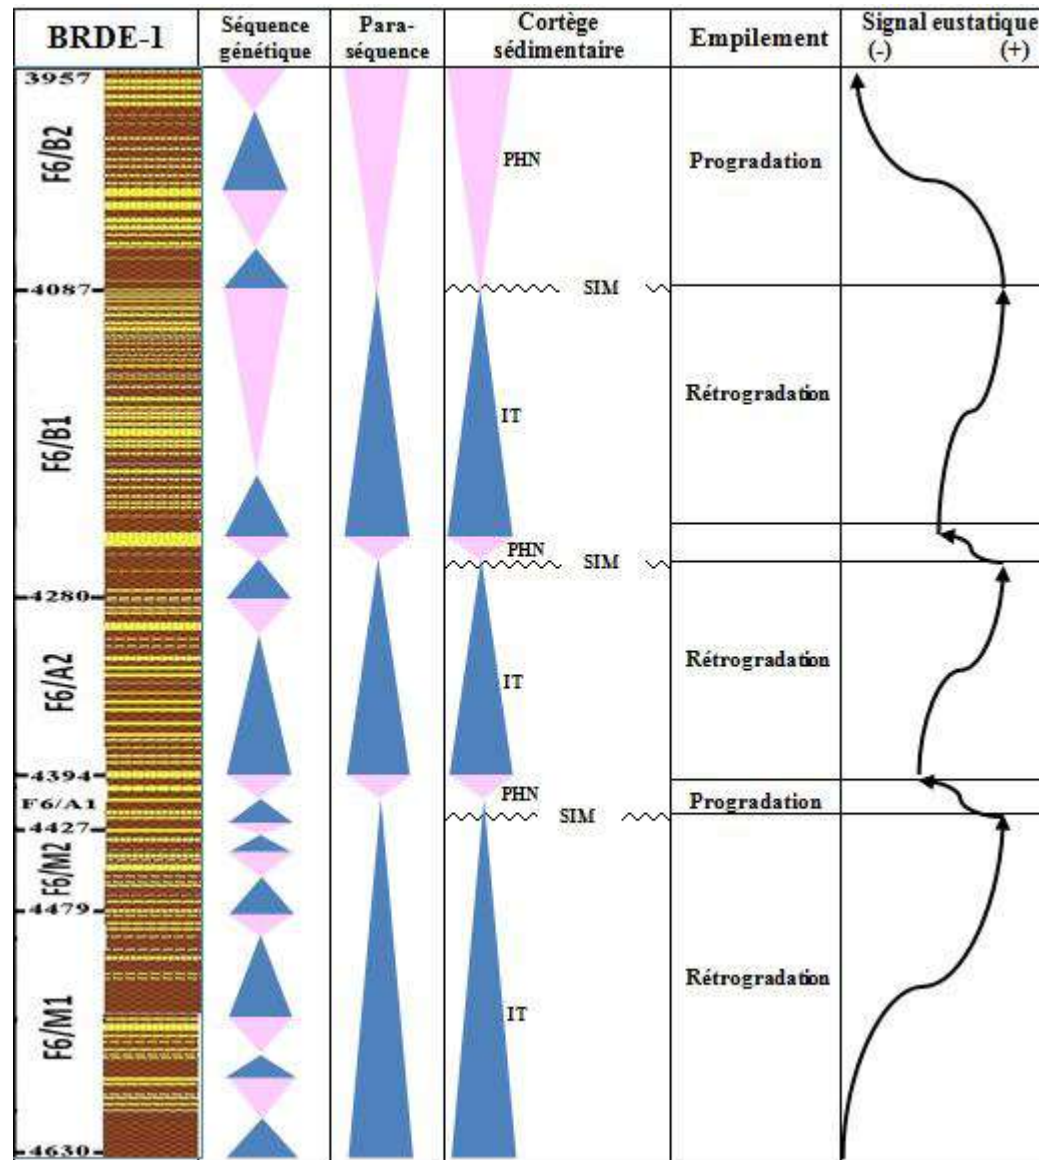 BRDE-1
Séquence
génétique
Para-
séquence
Cortège
sédimentaire
Empilement
Signal eustatique
(-) (+)
3957
F6/B2
PHN
Progradation
4087
SIM
F6/B1
IT
Rétrogradation
PHN
SIM
4280
F6/A2
IT
Rétrogradation
4394
F6/A1
PHN
Progradation
SIM
4427
F6/M2
4479
F6/M1
IT
Rétrogradation
4630